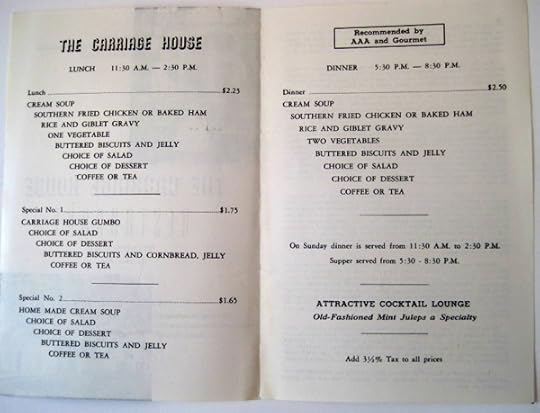 THE CARRIAGE HOUSE
LUNCH 11:30 A.M. — 2:30 P.M.
Lunch $2.25
CREAM SOUP
SOUTHERN FRIED CHICKEN OR BAKED HAM
RICE AND GIBLET GRAVY
ONE VEGETABLE
BUTTERED BISCUITS AND JELLY
CHOICE OF SALAD
CHOICE OF DESSERT
COFFEE OR TEA
Special No. 1 $1.75
CARRIAGE HOUSE GUMBO
CHOICE OF SALAD
CHOICE OF DESSERT
BUTTERED BISCUITS AND CORNBREAD, JELLY
COFFEE OR TEA
Special No. 2 $1.65
HOME MADE CREAM SOUP
CHOICE OF SALAD
CHOICE OF DESSERT
BUTTERED BISCUITS AND JELLY
COFFEE OR TEA
Recommended by
AAA and Gourmet
DINNER 5:30 P.M. — 8:30 P.M.
Dinner $2.50
CREAM SOUP
SOUTHERN FRIED CHICKEN OR BAKED HAM
RICE AND GIBLET GRAVY
TWO VEGETABLES
BUTTERED BISCUITS AND JELLY
CHOICE OF SALAD
CHOICE OF DESSERT
COFFEE OR TEA
On Sunday dinner is served from 11:30 A.M. to 2:30 P.M.
Supper served from 5:30 - 8:30 P.M.
ATTRACTIVE COCKTAIL LOUNGE
Old-Fashioned Mint Juleps a Specialty
Add 3½% Tax to all prices